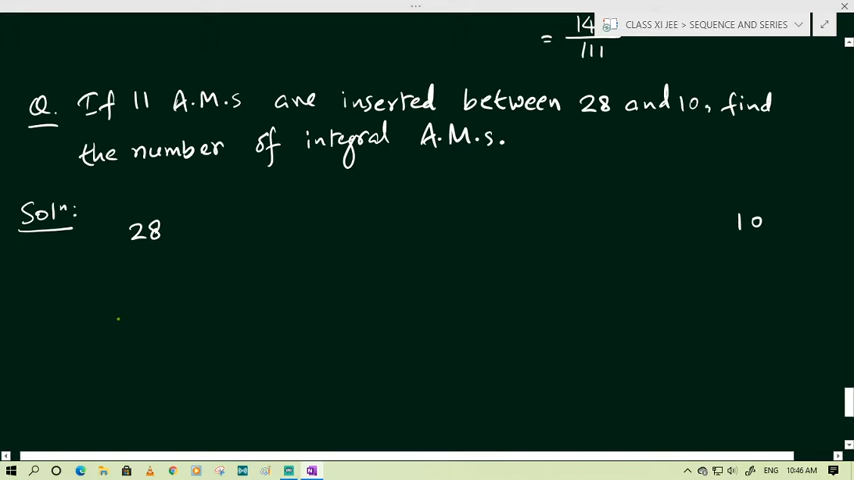 14
CLASS XI JEE > SEQUENCE AND SERIES
= 111
Q. If 11 A.M.s are inserted between 28 and 10, find
the number of integral A.M.s.
Solⁿ:
28 10
ENG 10:46 AM